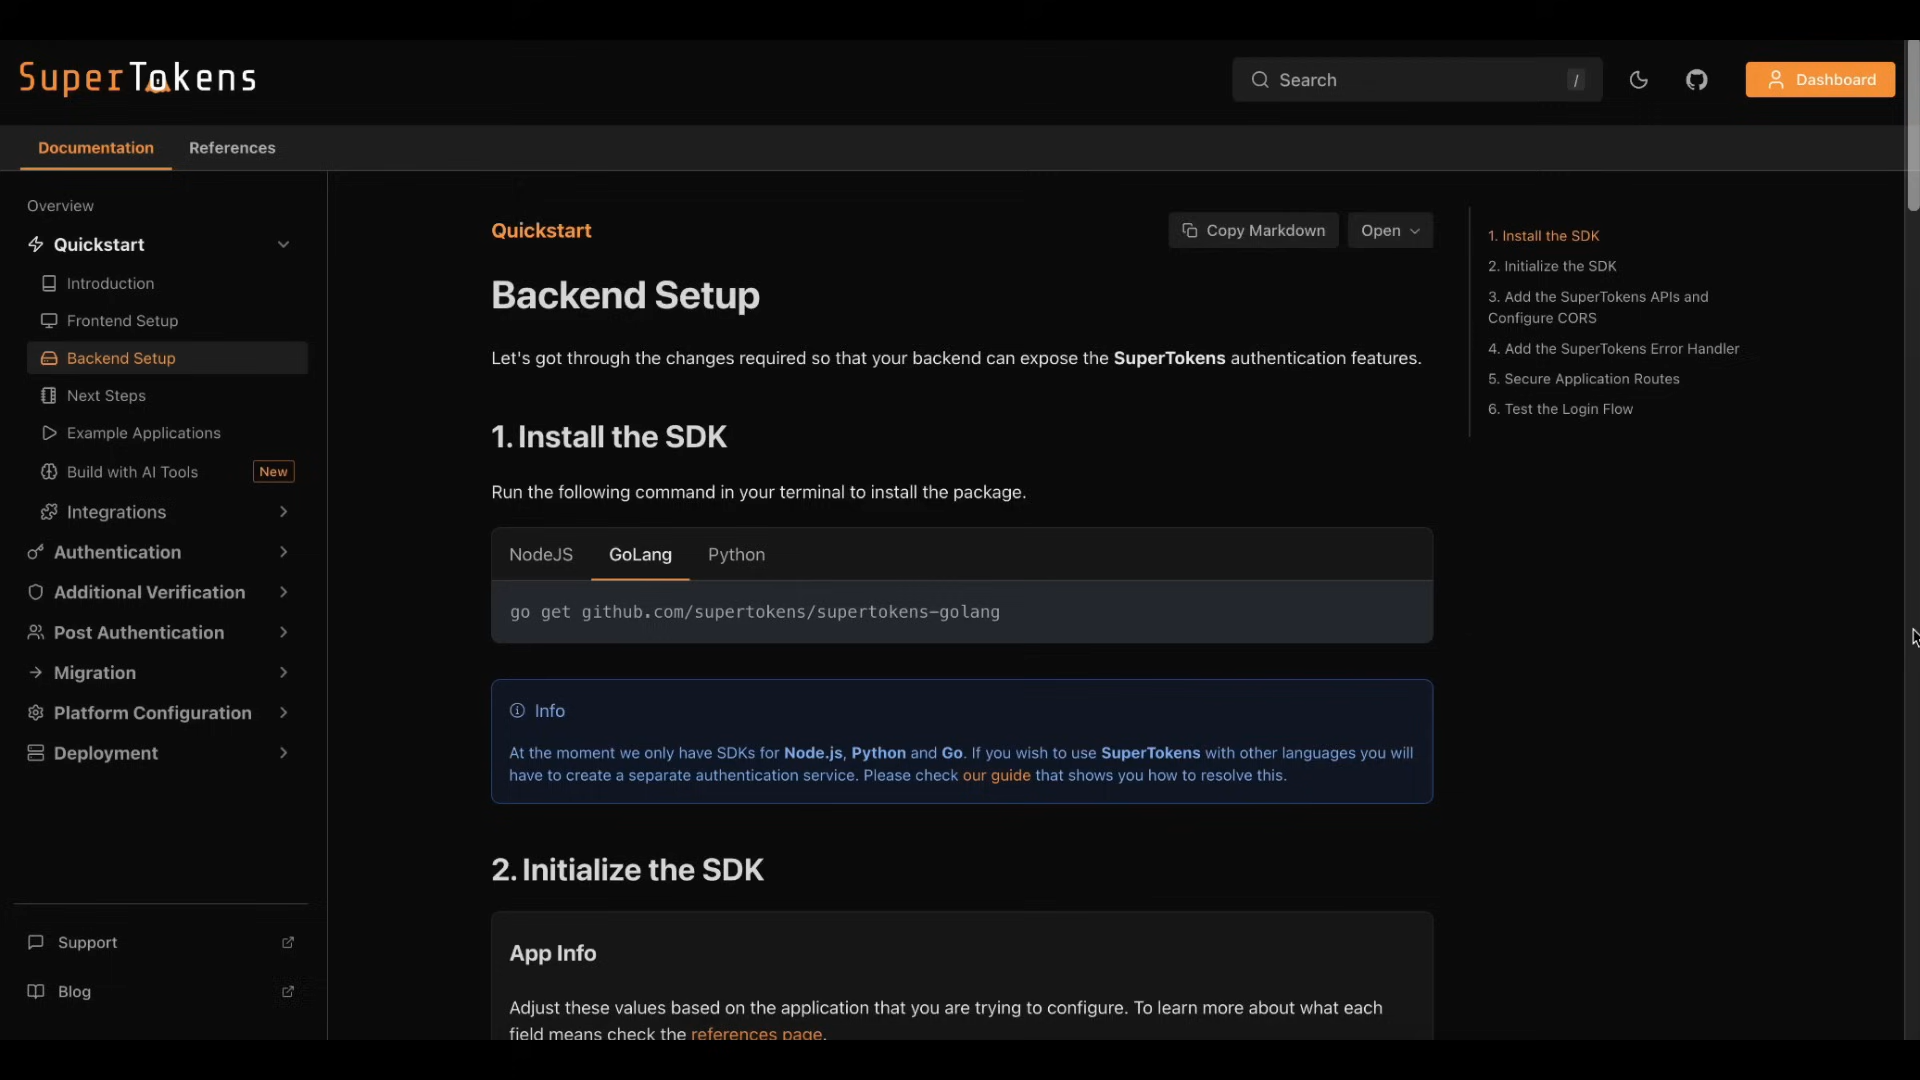 SuperTokens
Search /
Dashboard
Documentation References
Overview
Quickstart
Introduction
Frontend Setup
Backend Setup
Next Steps
Example Applications
Build with AI Tools New
Integrations
Authentication
Additional Verification
Post Authentication
Migration
Platform Configuration
Deployment
Support
Blog
Quickstart
Copy Markdown
Open
Backend Setup
Let's got through the changes required so that your backend can expose the SuperTokens authentication features.
1. Install the SDK
Run the following command in your terminal to install the package.
NodeJS GoLang Python
go get github.com/supertokens/supertokens-golang
Info
At the moment we only have SDKs for Node.js, Python and Go. If you wish to use SuperTokens with other languages you will
have to create a separate authentication service. Please check our guide that shows you how to resolve this.
2. Initialize the SDK
App Info
Adjust these values based on the application that you are trying to configure. To learn more about what each
field means check the references page.
1. Install the SDK
2. Initialize the SDK
3. Add the SuperTokens APIs and
Configure CORS
4. Add the SuperTokens Error Handler
5. Secure Application Routes
6. Test the Login Flow